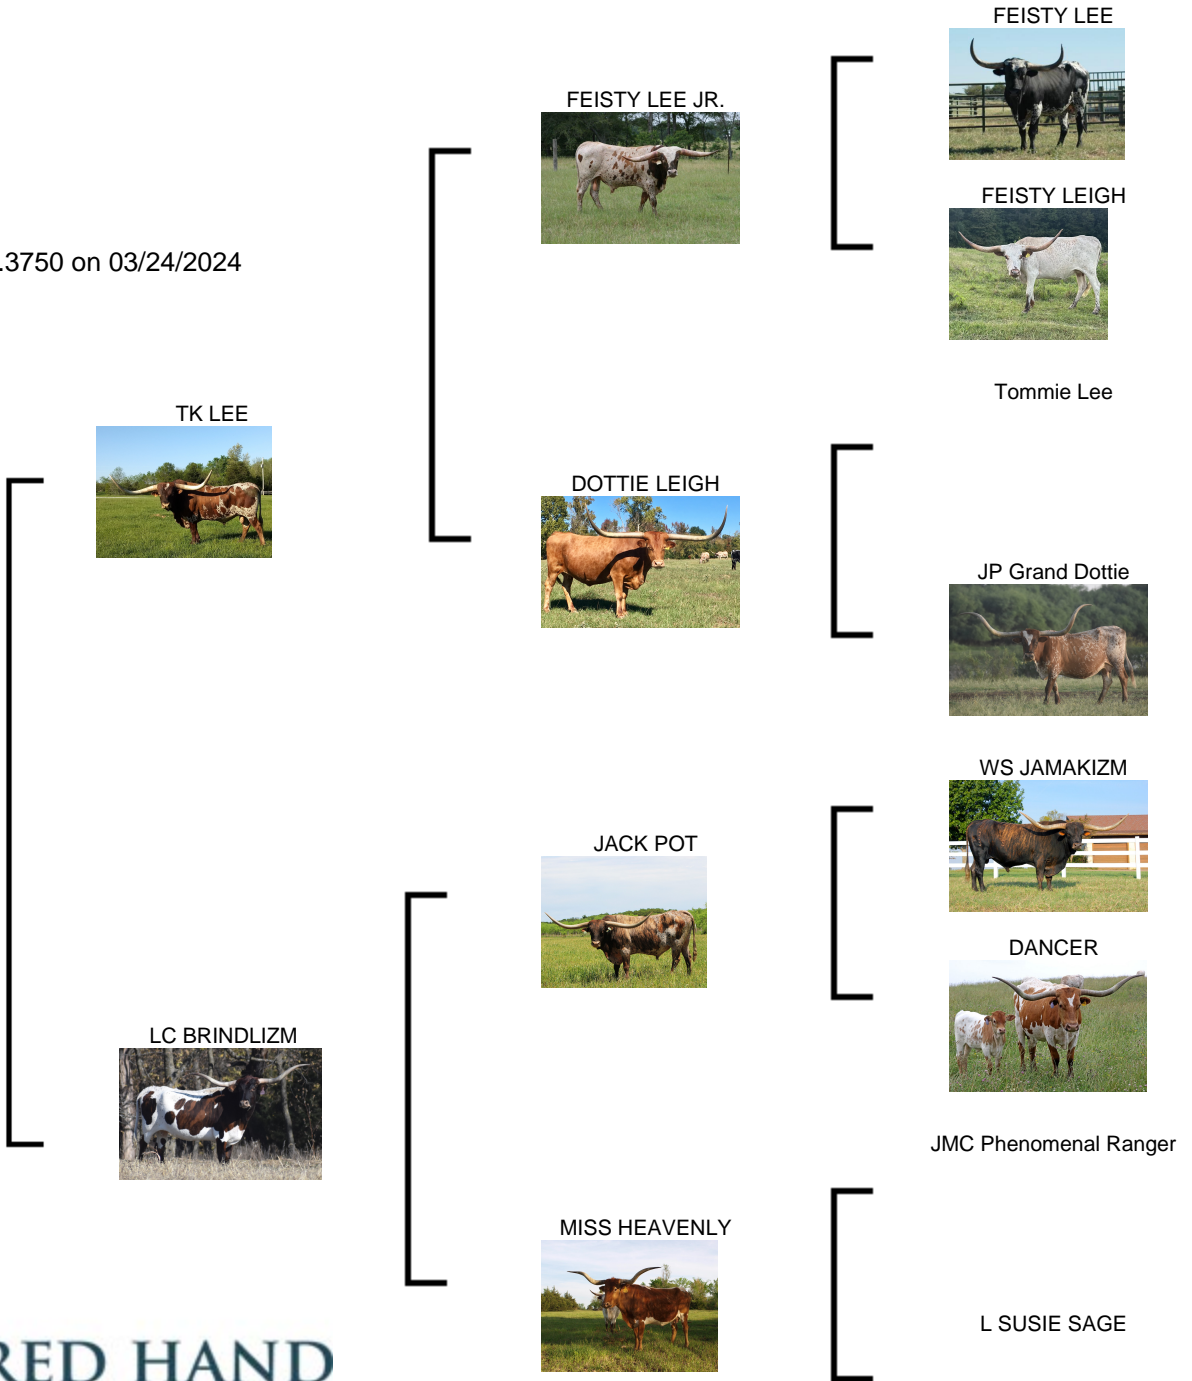 FEISTY LEE
FEISTY LEE JR.
FEISTY LEIGH
.3750 on 03/24/2024
Tommie Lee
TK LEE
DOTTIE LEIGH
JP Grand Dottie
WS JAMAKIZM
JACK POT
DANCER
LC BRINDLIZM
JMC Phenomenal Ranger
MISS HEAVENLY
L SUSIE SAGE
RED HAND